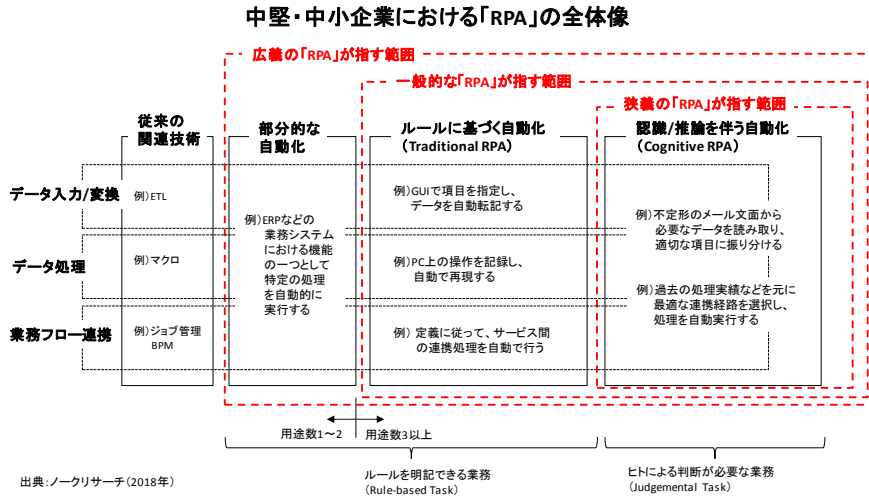 中堅・中小企業における「RPA」の全体像
広義の「RPA」が指す範囲
一般的な「RPA」が指す範囲
狭義の「RPA」が指す範囲
従来の
関連技術
部分的な
自動化
ルールに基づく自動化
(Traditional RPA)
認識/推論を伴う自動化
(Cognitive RPA)
データ入力/変換
例)ETL
例)GUIで項目を指定し、
データを自動転記する
例)ERPなどの
業務システム
における機能
の一つとして
特定の処理
を自動的に
実行する
例)不定形のメール文面から
必要なデータを読み取り、
適切な項目に振り分ける
データ処理
例)マクロ
例)PC上の操作を記録し、
自動で再現する
例)過去の処理実績などを元に
最適な連携経路を選択し、
処理を自動実行する
業務フロー連携
例)ジョブ管理
BPM
例) 定義に従って、サービス間
の連携処理を自動で行う
用途数1～2
用途数3以上
ルールを明記できる業務
(Rule-based Task)
ヒトによる判断が必要な業務
(Judgemental Task)
出典:ノークリサーチ(2018年)